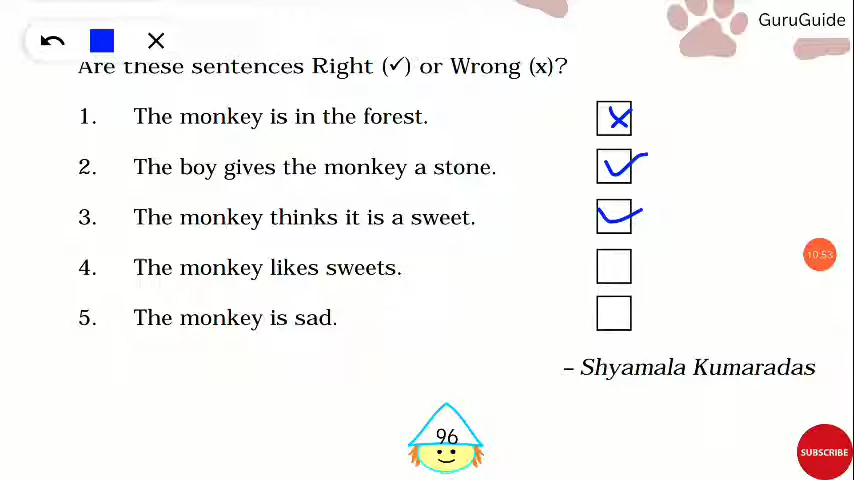 GuruGuide
Are these sentences Right (✓) or Wrong (x)?
1. The monkey is in the forest.
2. The boy gives the monkey a stone.
3. The monkey thinks it is a sweet.
10:53
4. The monkey likes sweets.
5. The monkey is sad.
– Shyamala Kumaradas
96
SUBSCRIBE